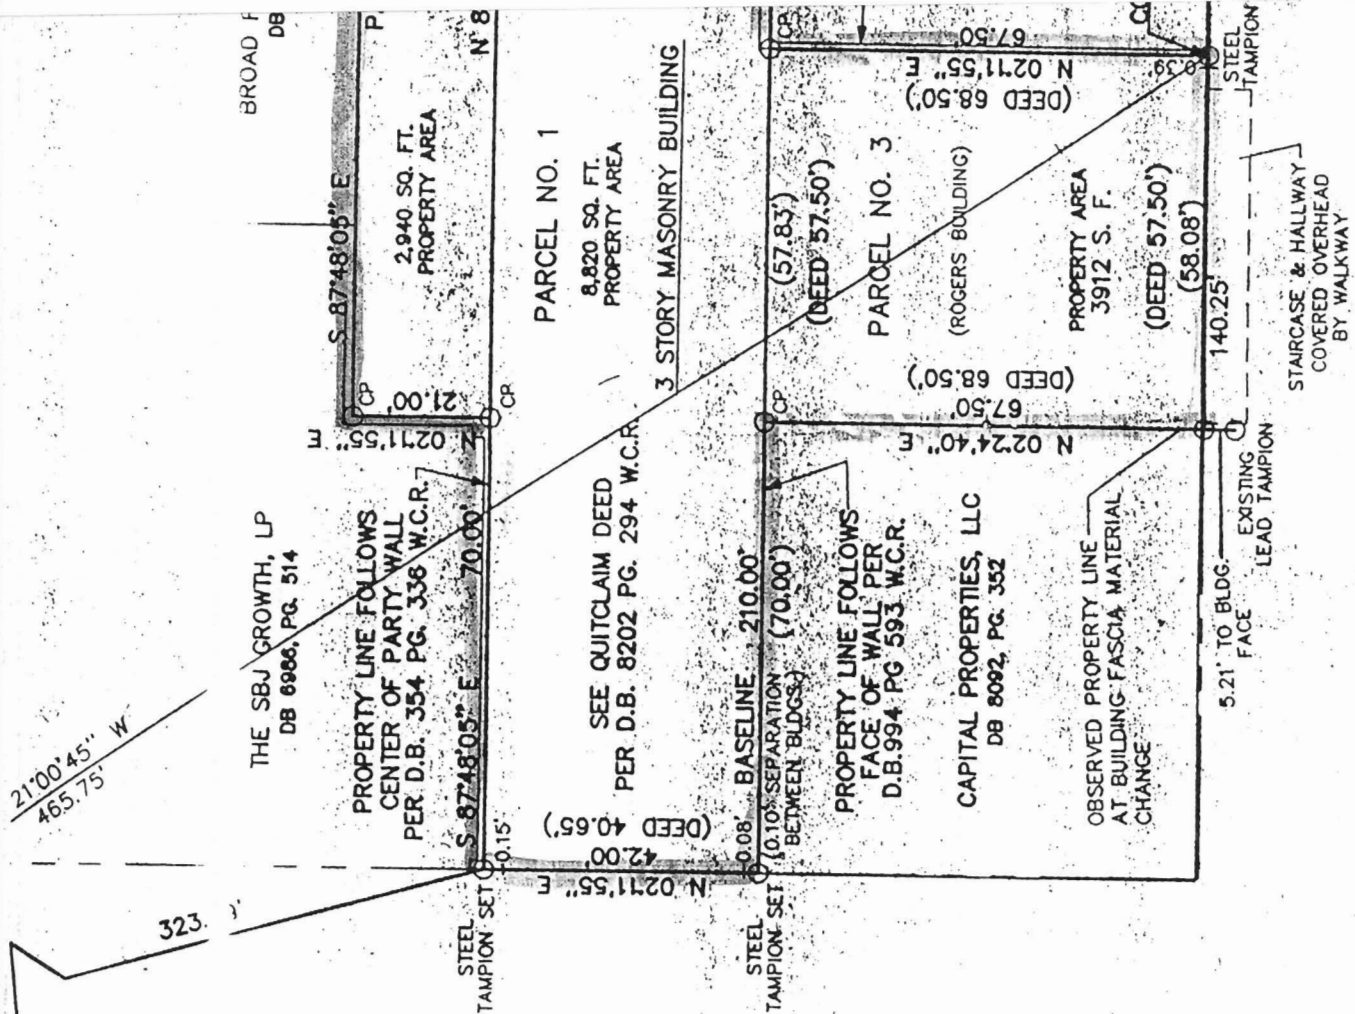 BROAD
DB
S 87°48'05" E
P
2,940 SQ. FT.
PROPERTY AREA
N 8
21.00'
N 02°11'55" E
CP
CP
THE SBJ GROWTH, LP
DB 6986, PG. 514
21°00'45" W
465.75'
323.
PROPERTY LINE FOLLOWS
CENTER OF PARTY WALL
PER D.B. 354 PG. 336 W.C.R.
S 87°48'05" E 70.00'
0.15'
STEEL
TAMPION SET
PARCEL NO. 1
8,820 SQ. FT.
PROPERTY AREA
3 STORY MASONRY BUILDING
SEE QUITCLAIM DEED
PER D.B. 8202 PG. 294 W.C.R.
N 02°11'55" E
42.00'
(DEED 40.65')
BASELINE 210.00'
0.08'
(0.10' SEPARATION
BETWEEN BLDGS.)
(70.00')
STEEL
TAMPION SET
PROPERTY LINE FOLLOWS
FACE OF WALL PER
D.B.994 PG 593 W.C.R.
CAPITAL PROPERTIES, LLC
DB 8092, PG. 352
OBSERVED PROPERTY LINE
AT BUILDING FASCIA MATERIAL
CHANGE
CP
CP
(57.83')
(DEED 57.50')
PARCEL NO. 3
(ROGERS BUILDING)
PROPERTY AREA
3912 S. F.
(DEED 57.50')
(58.08')
140.25'
N 02°24'40" E
67.50'
(DEED 68.50')
67.50'
N 02°11'55" E
(DEED 68.50')
0.39'
STEEL
TAMPION
5.21' TO BLDG.
FACE
EXISTING
LEAD TAMPION
STAIRCASE & HALLWAY
COVERED OVERHEAD
BY WALKWAY